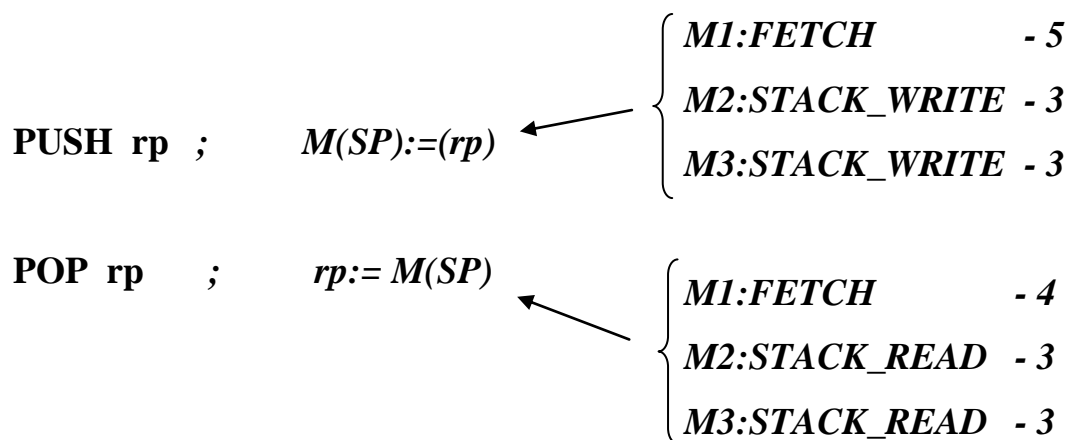 M1:FETCH - 5
M2:STACK_WRITE - 3
PUSH rp ; M(SP):=(rp)
M3:STACK_WRITE - 3
POP rp ; rp:= M(SP)
M1:FETCH - 4
M2:STACK_READ - 3
M3:STACK_READ - 3